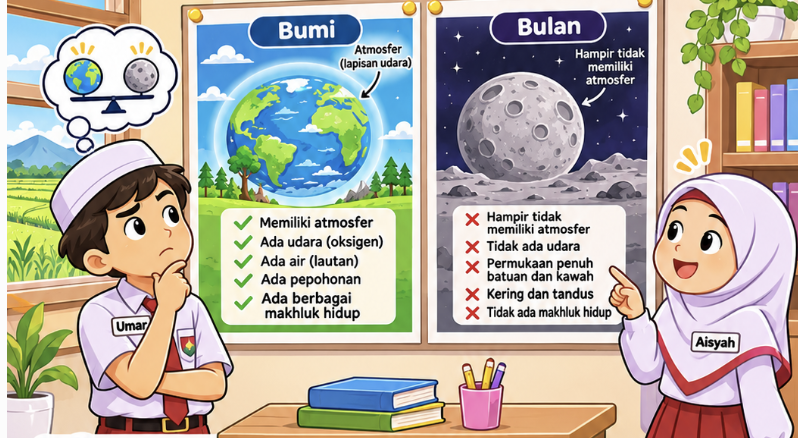 Bumi
Atmosfer
(lapisan udara)
Memiliki atmosfer
Ada udara (oksigen)
Ada air (lautan)
Ada pepohonan
Ada berbagai
makhluk hidup
Bulan
Hampir tidak
memiliki
atmosfer
Hampir tidak
memiliki atmosfer
Tidak ada udara
Permukaan penuh
batuan dan kawah
Kering dan tandus
Tidak ada makhluk hidup
Umar
Aisyah